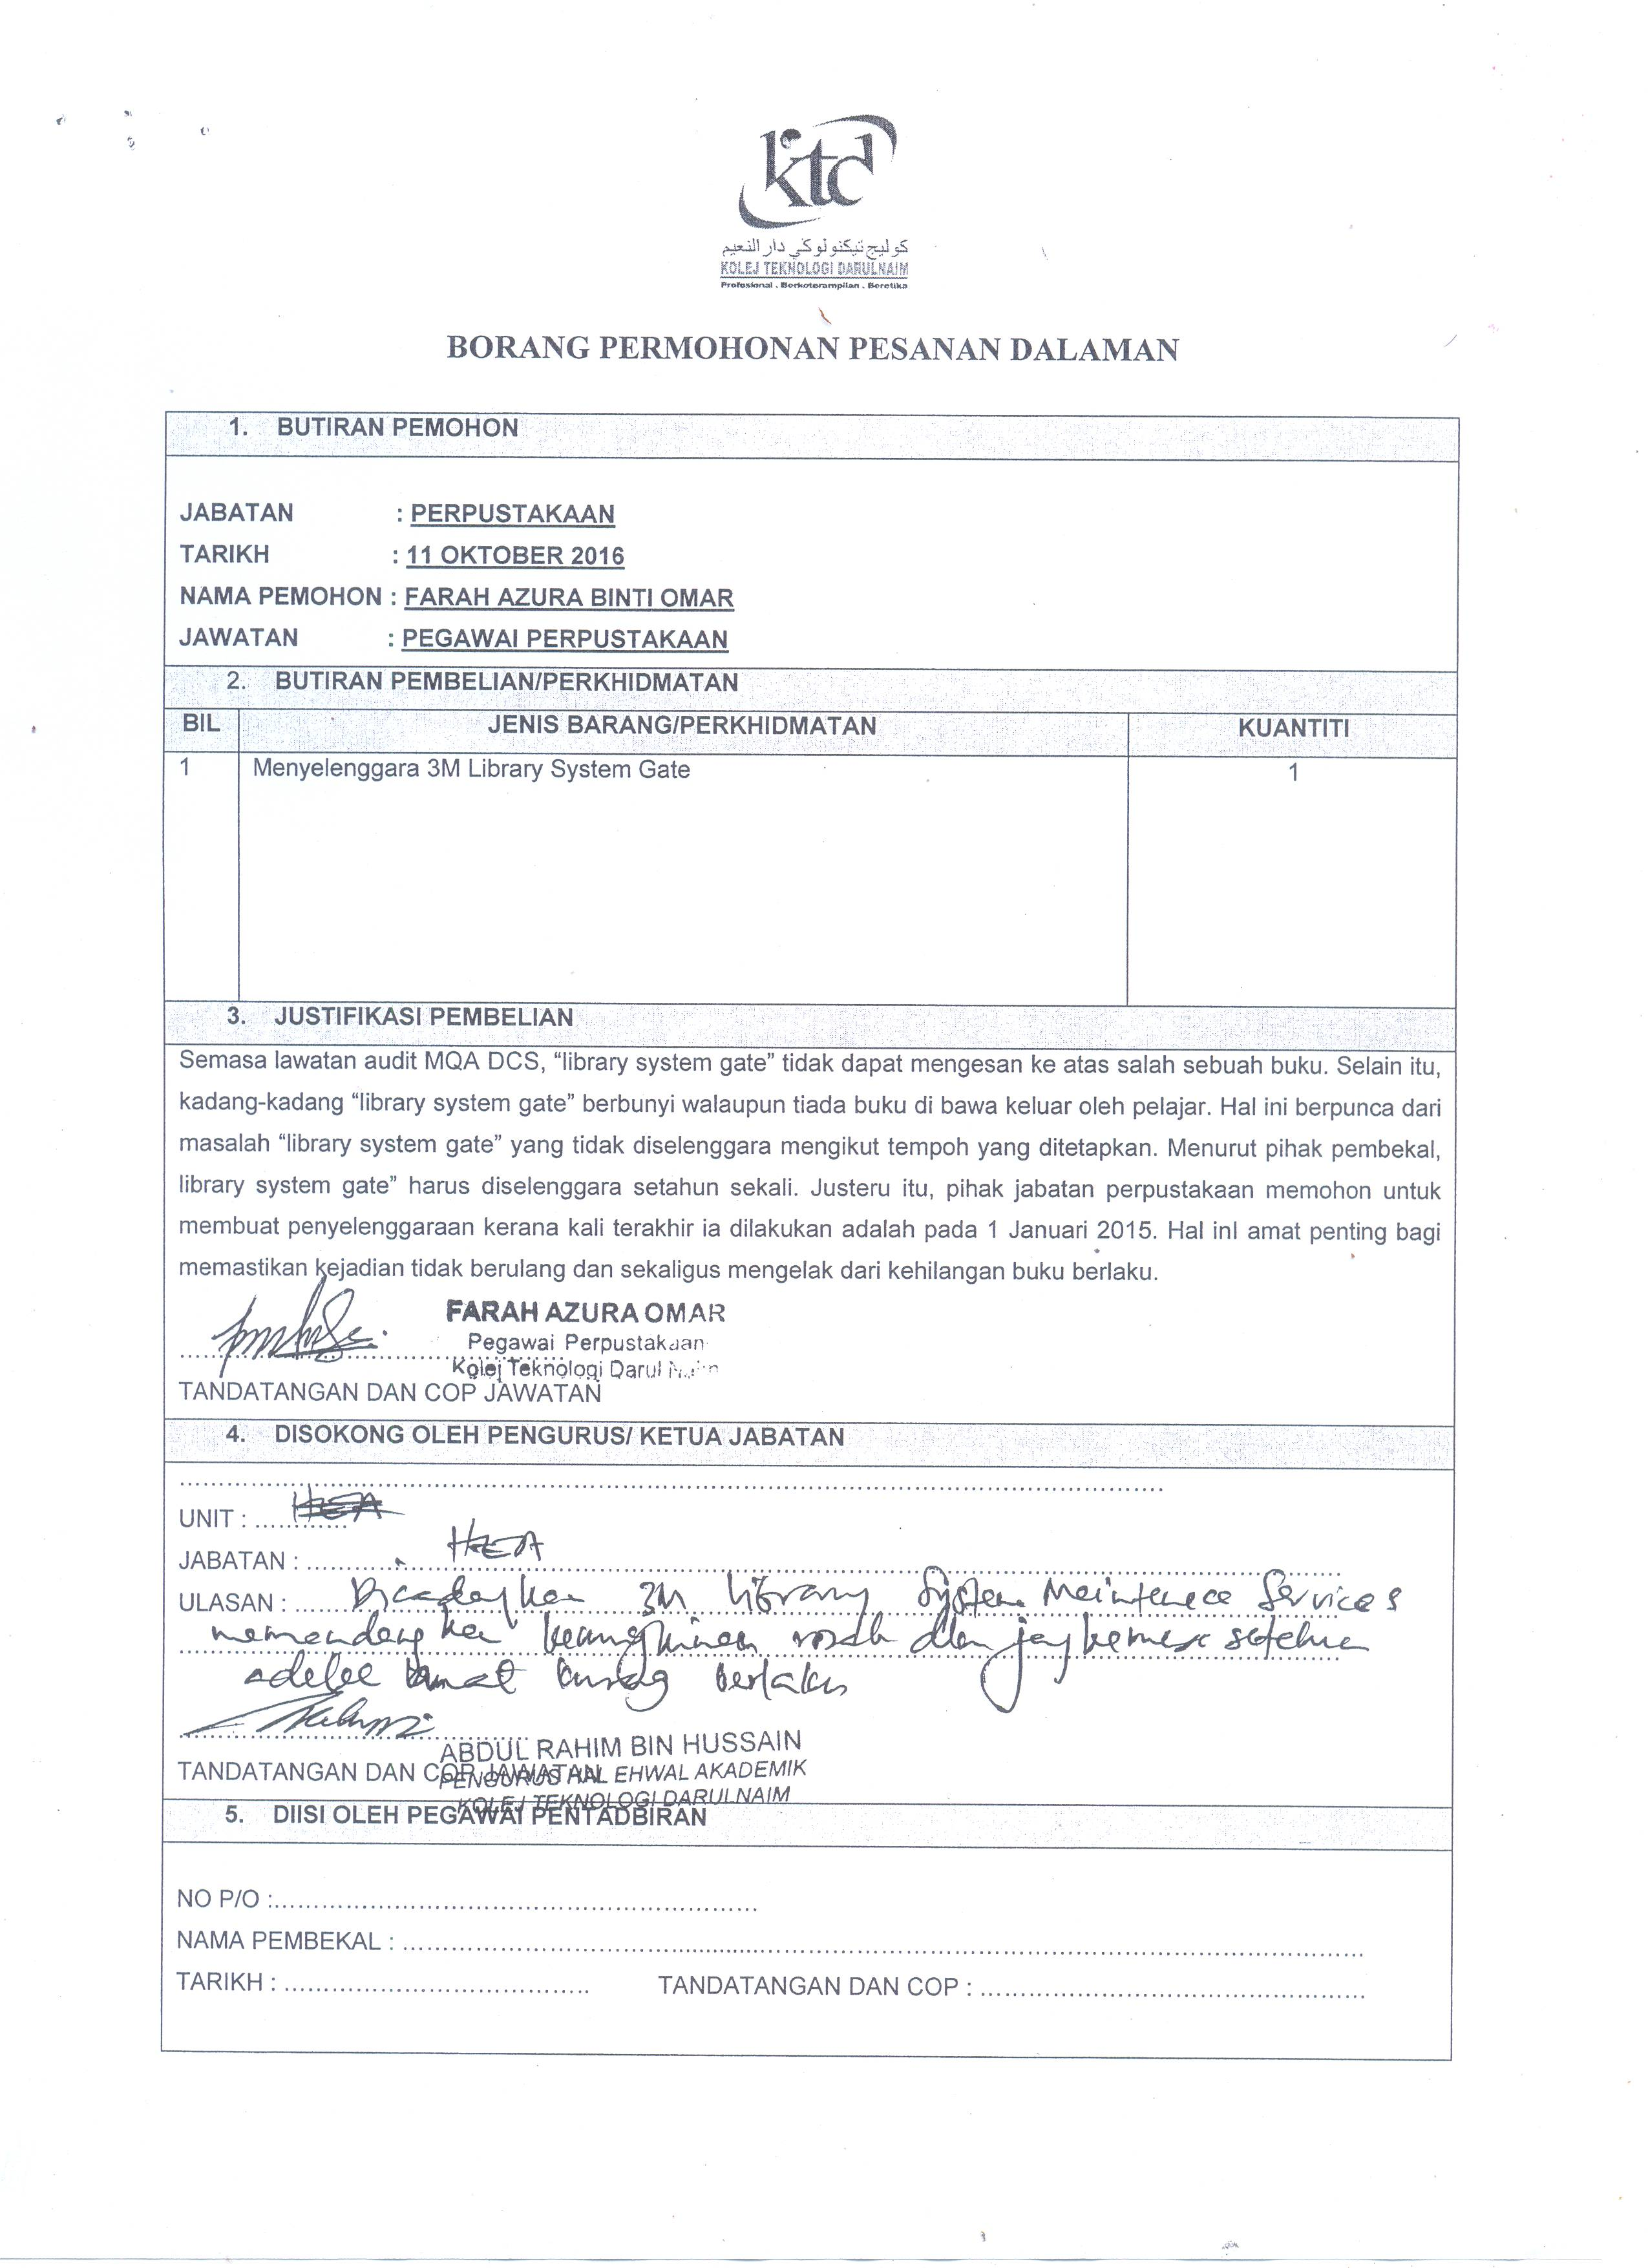 ktd
كوليج تيكنولوڬي دار النعيم
KOLEJ TEKNOLOGI DARULNAIM
Profesional . Berketerampilan . Beretika
BORANG PERMOHONAN PESANAN DALAMAN
1. BUTIRAN PEMOHON
JABATAN : PERPUSTAKAAN
TARIKH : 11 OKTOBER 2016
NAMA PEMOHON : FARAH AZURA BINTI OMAR
JAWATAN : PEGAWAI PERPUSTAKAAN
2. BUTIRAN PEMBELIAN/PERKHIDMATAN
BIL JENIS BARANG/PERKHIDMATAN KUANTITI
1 Menyelenggara 3M Library System Gate 1
3. JUSTIFIKASI PEMBELIAN
Semasa lawatan audit MQA DCS, “library system gate” tidak dapat mengesan ke atas salah sebuah buku. Selain itu,
kadang-kadang “library system gate” berbunyi walaupun tiada buku di bawa keluar oleh pelajar. Hal ini berpunca dari
masalah “library system gate” yang tidak diselenggara mengikut tempoh yang ditetapkan. Menurut pihak pembekal,
library system gate” harus diselenggara setahun sekali. Justeru itu, pihak jabatan perpustakaan memohon untuk
membuat penyelenggaraan kerana kali terakhir ia dilakukan adalah pada 1 Januari 2015. Hal inI amat penting bagi
memastikan kejadian tidak berulang dan sekaligus mengelak dari kehilangan buku berlaku.
FARAH AZURA OMAR
Pegawai Perpustakaan
Kolej Teknologi Darul Naim
TANDATANGAN DAN COP JAWATAN
4. DISOKONG OLEH PENGURUS/ KETUA JABATAN
UNIT : HEA
JABATAN : HEA
ULASAN : 3M library System Services
berlaku
ABDUL RAHIM BIN HUSSAIN
TANDATANGAN DAN COP JAWATAN
PENGURUS HAL EHWAL AKADEMIK
KOLEJ TEKNOLOGI DARULNAIM
5. DIISI OLEH PEGAWAI PENTADBIRAN
NO P/O :
NAMA PEMBEKAL :
TARIKH : TANDATANGAN DAN COP :